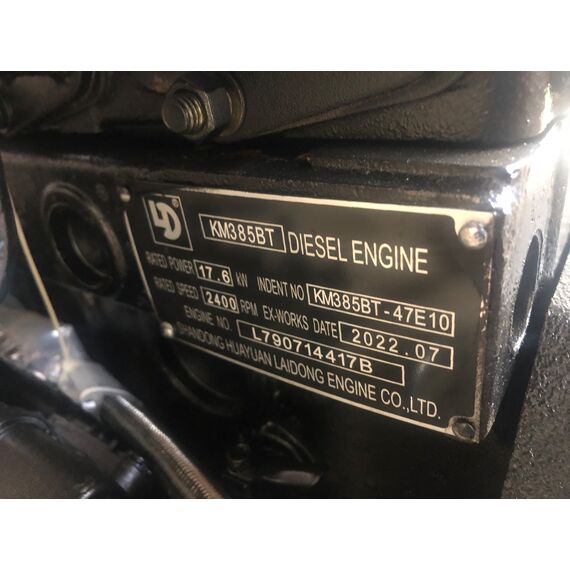 LD® KM385BT DIESEL ENGINE
RATED POWER 17.6 kW INDENT NO KM385BT-47E10
RATED SPEED 2400 RPM EX-WORKS DATE 2022.07
ENGINE NO L790714417B
SHANDONG HUAYUAN LAIDONG ENGINE CO.,LTD.